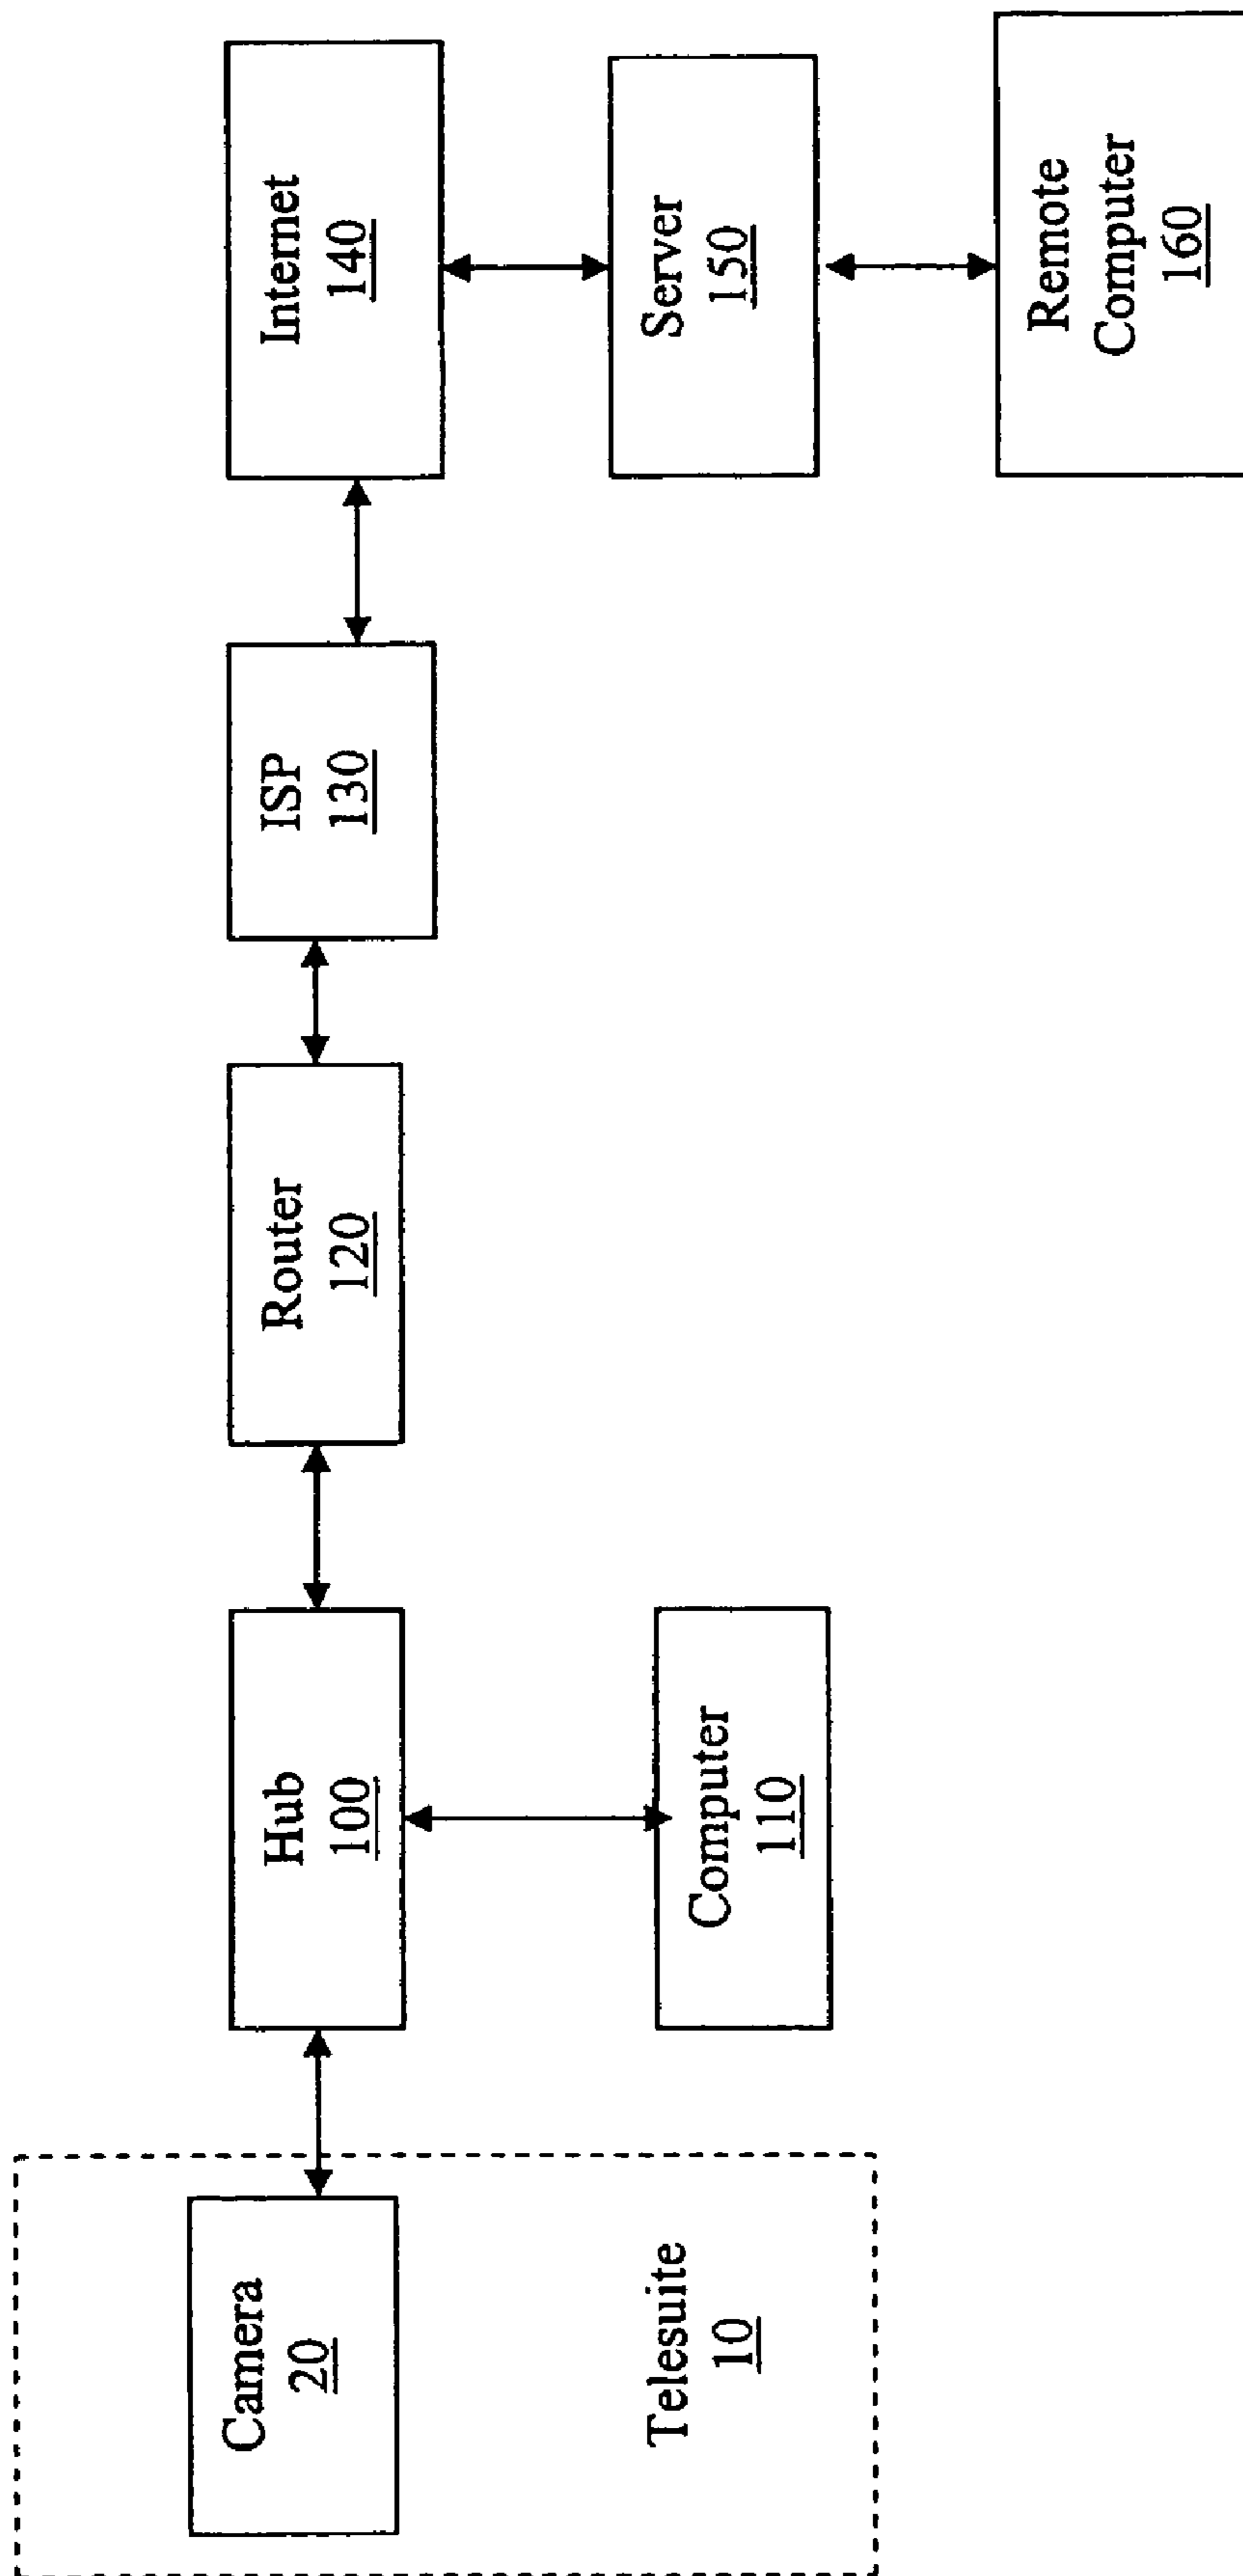 Camera
20
Telesuite
10
Hub
100
Computer
110
Router
120
ISP
130
Internet
140
Server
150
Remote
Computer
160